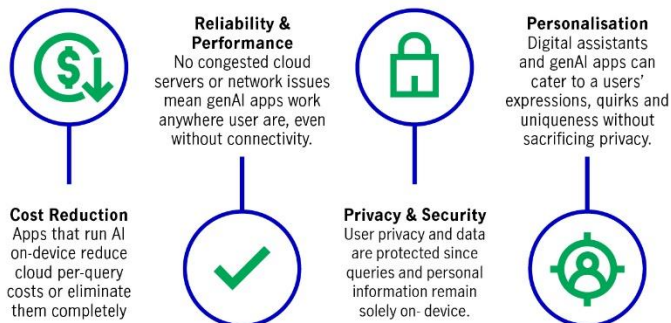 $
Reliability &
Performance
No congested cloud
servers or network issues
mean genAI apps work
anywhere user are, even
without connectivity.
Personalisation
Digital assistants
and genAI apps can
cater to a users’
expressions, quirks and
uniqueness without
sacrificing privacy.
Cost Reduction
Apps that run AI
on-device reduce
cloud per-query
costs or eliminate
them completely
Privacy & Security
User privacy and data
are protected since
queries and personal
information remain
solely on- device.